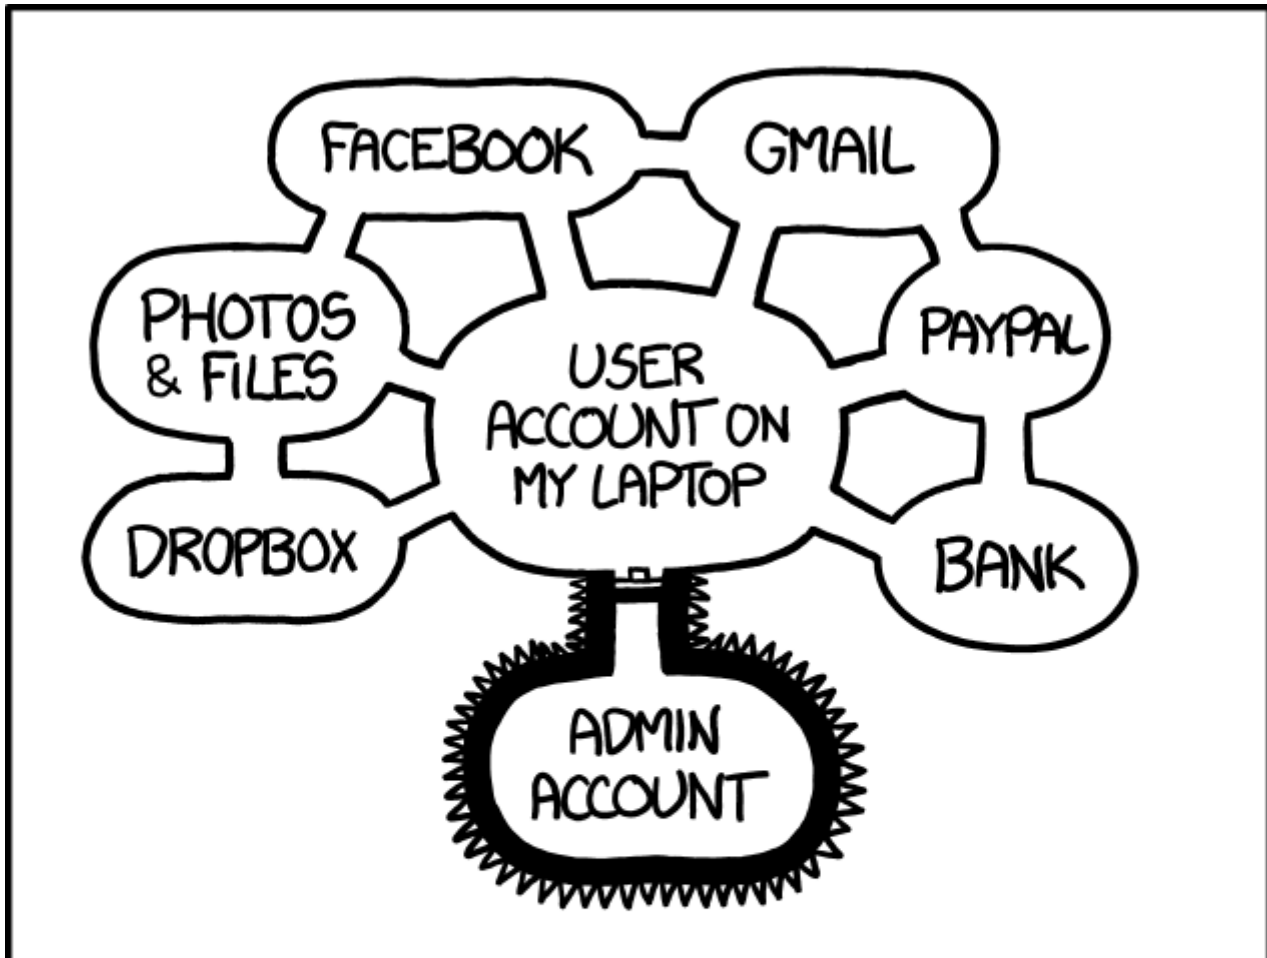 FACEBOOK
GMAIL
PHOTOS
& FILES
USER
ACCOUNT ON
MY LAPTOP
PAYPAL
DROPBOX
BANK
ADMIN
ACCOUNT